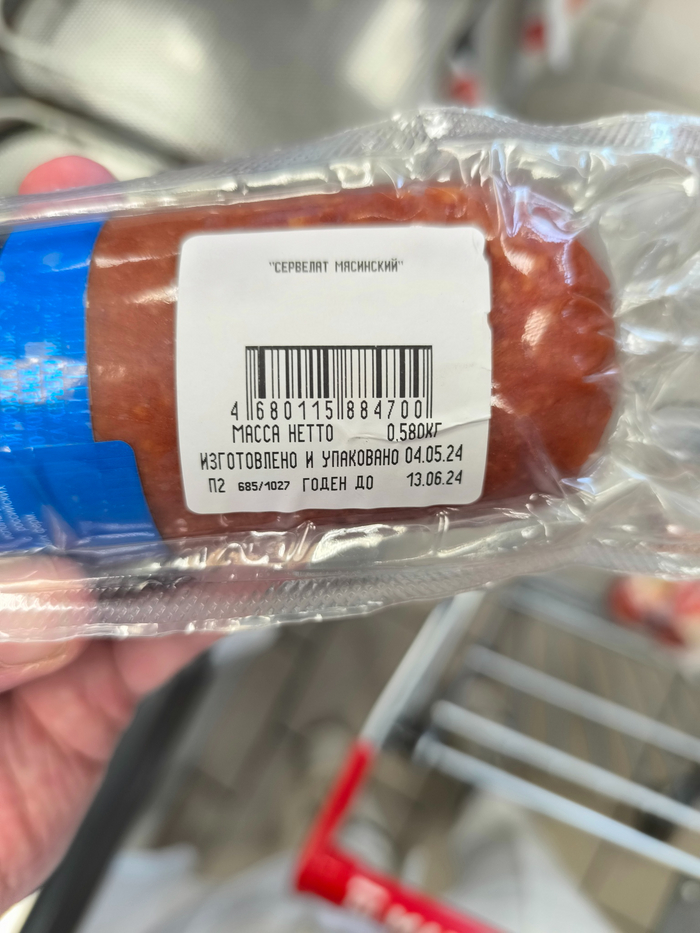 "СЕРВЕЛАТ МЯСИНСКИЙ"
4 680115 884700
МАССА НЕТТО 0.580КГ
ИЗГОТОВЛЕНО И УПАКОВАНО 04.05.24
П2 685/1027 ГОДЕН ДО 13.06.24